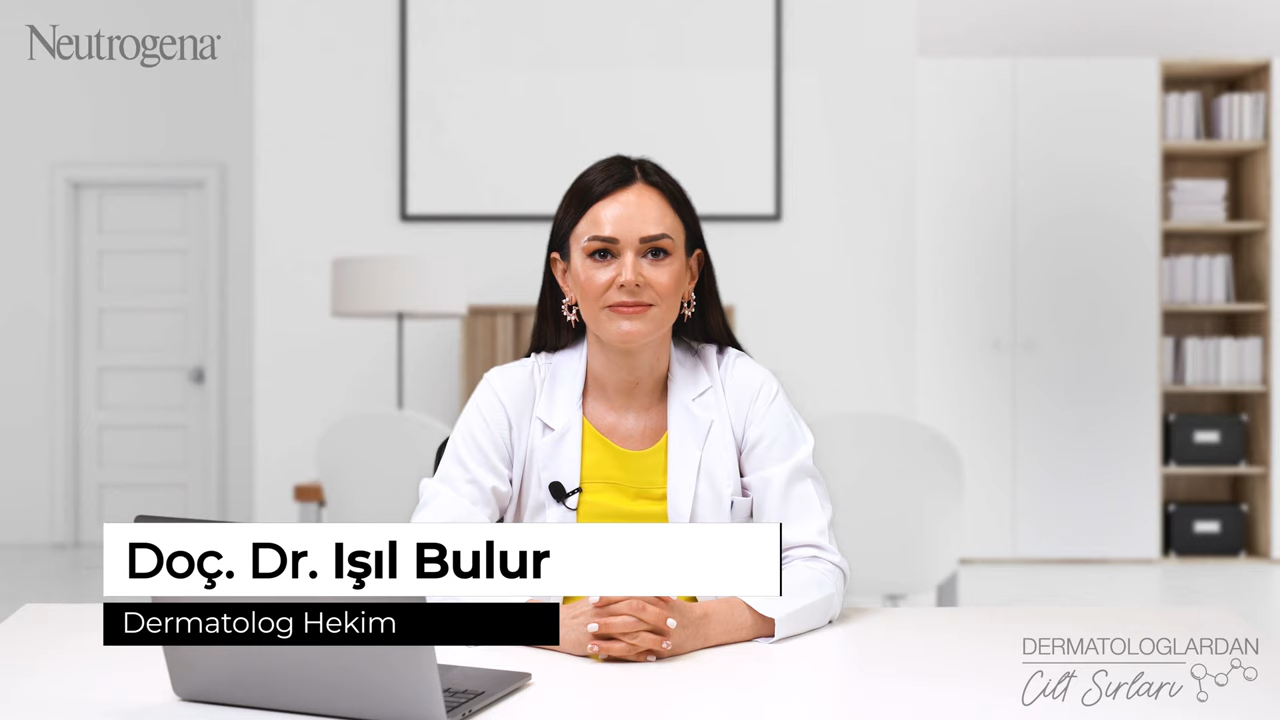 Neutrogena
Doç. Dr. Işıl Bulur
Dermatolog Hekim
DERMATOLOGLARDAN
Cilt Sırları